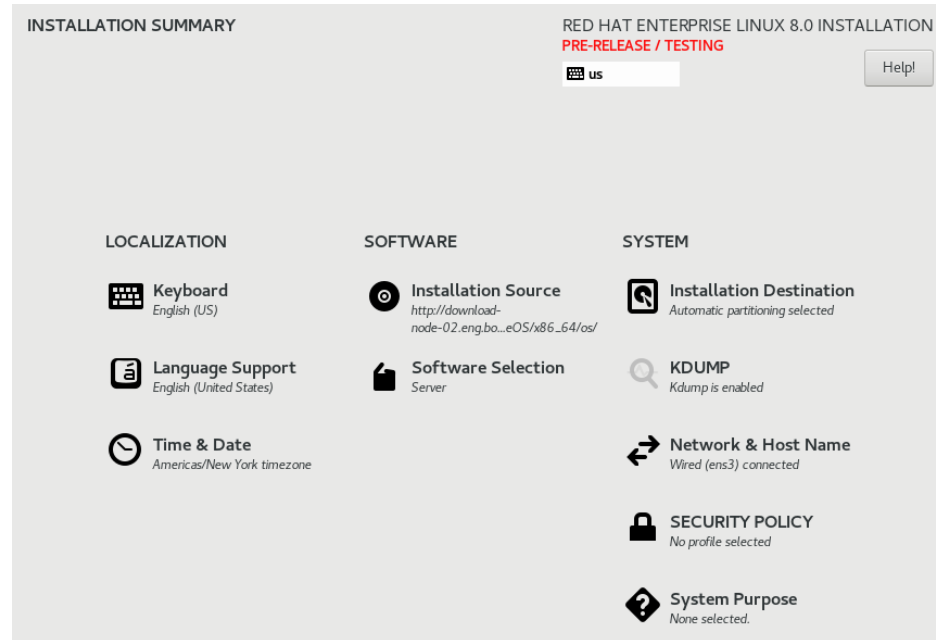 INSTALLATION SUMMARY
RED HAT ENTERPRISE LINUX 8.0 INSTALLATION
PRE-RELEASE / TESTING
us
Help!
LOCALIZATION
Keyboard
English (US)
Language Support
English (United States)
Time & Date
Americas/New York timezone
SOFTWARE
Installation Source
http://download-
node-02.eng.bo...eOS/x86_64/os/
Software Selection
Server
SYSTEM
Installation Destination
Automatic partitioning selected
KDUMP
Kdump is enabled
Network & Host Name
Wired (ens3) connected
SECURITY POLICY
No profile selected
System Purpose
None selected.